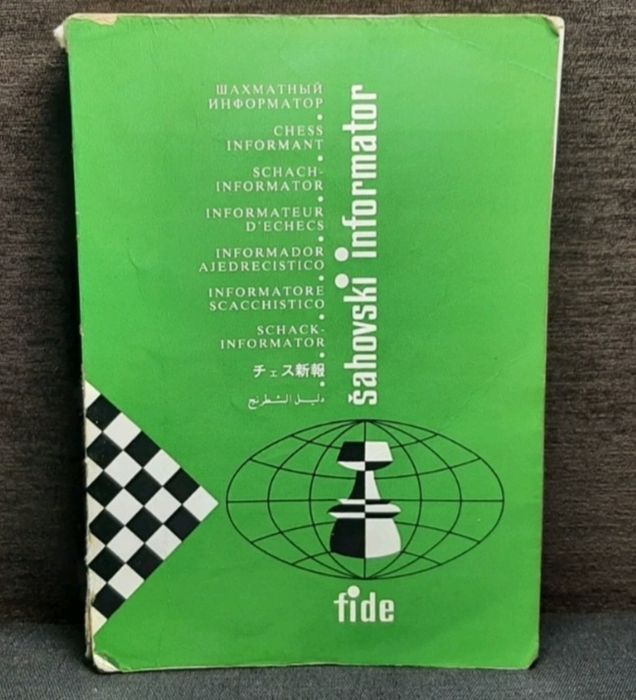 ШАХМАТНЫЙ
ИНФОРМАТОР
CHESS
INFORMANT
SCHACH-
INFORMATOR
INFORMATEUR
D'ECHECS
INFORMADOR
AJEDRECISTICO
INFORMATORE
SCACCHISTICO
SCHACK-
INFORMATOR
チェス新報
دليل الشطرنج
šahovski informator
fide